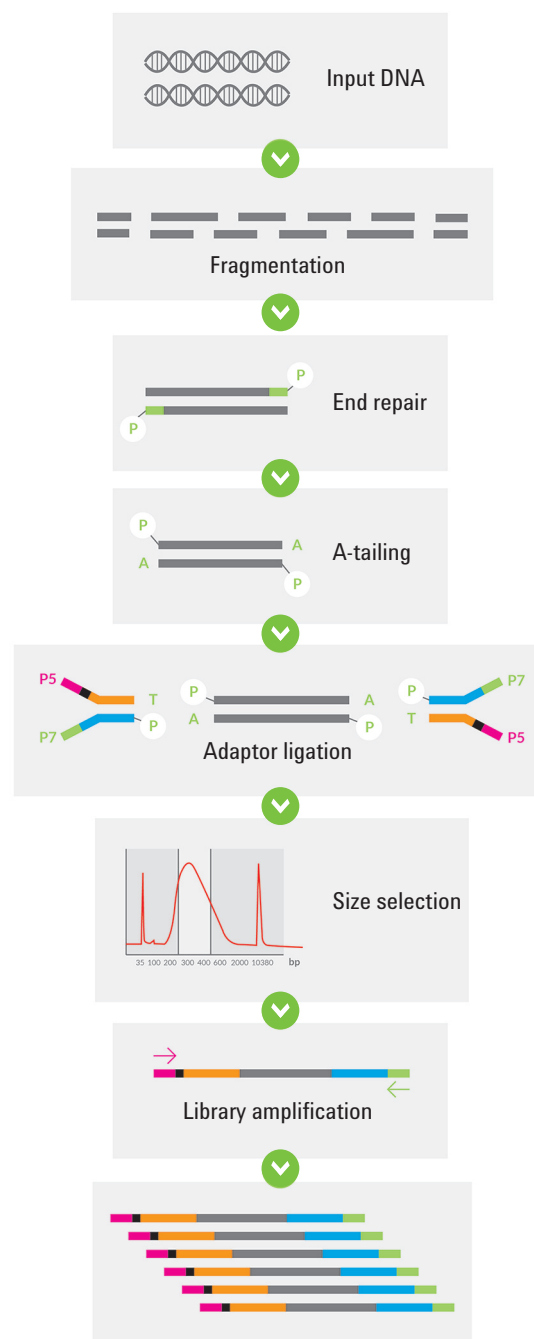 Input DNA
Fragmentation
P
End repair
P
P
A
A-tailing
A
P
P5
T
P
A
P
P7
P7
P
A
P
T
P5
Adaptor ligation
Size selection
35 100 200 300 400 600 2000 10380 bp
Library amplification